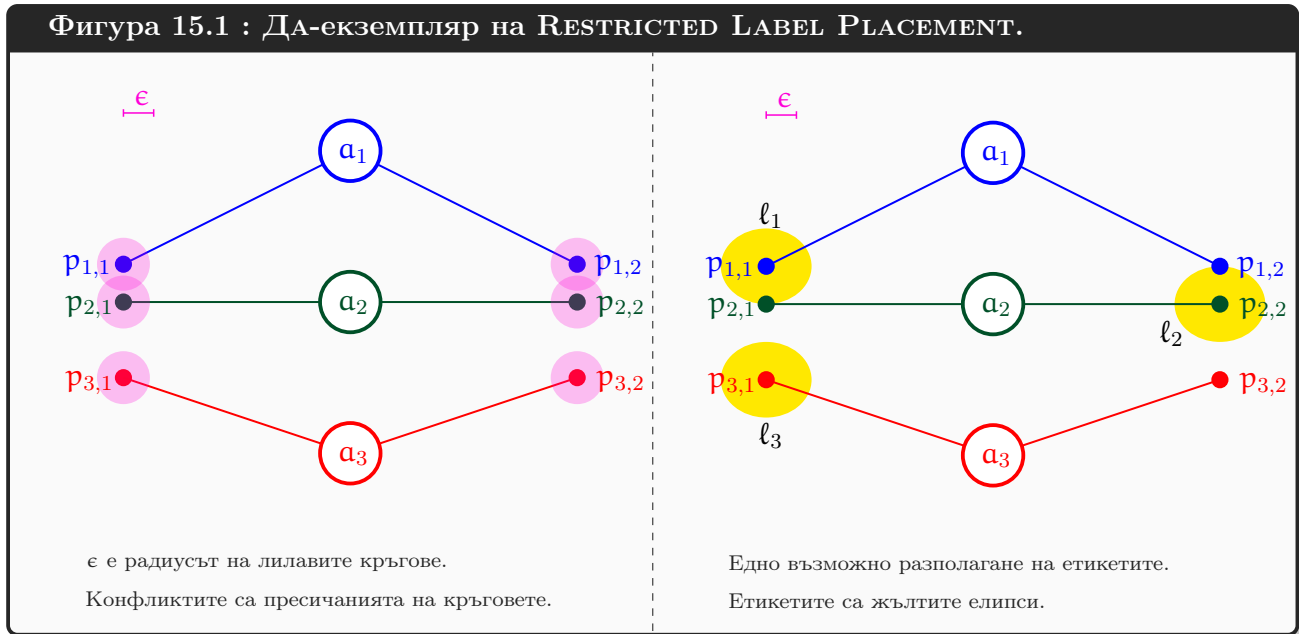 Фигура 15.1 : ДА-екземпляр на RESTRICTED LABEL PLACEMENT.
ϵ
a₁
p₁,₁
p₁,₂
p₂,₁
a₂
p₂,₂
p₃,₁
p₃,₂
a₃
ϵ е радиусът на лилавите кръгове.
Конфликтите са пресичанията на кръговете.
ϵ
a₁
ℓ₁
p₁,₁
p₁,₂
p₂,₁
a₂
p₂,₂
ℓ₂
p₃,₁
p₃,₂
ℓ₃
a₃
Едно възможно разполагане на етикетите.
Етикетите са жълтите елипси.